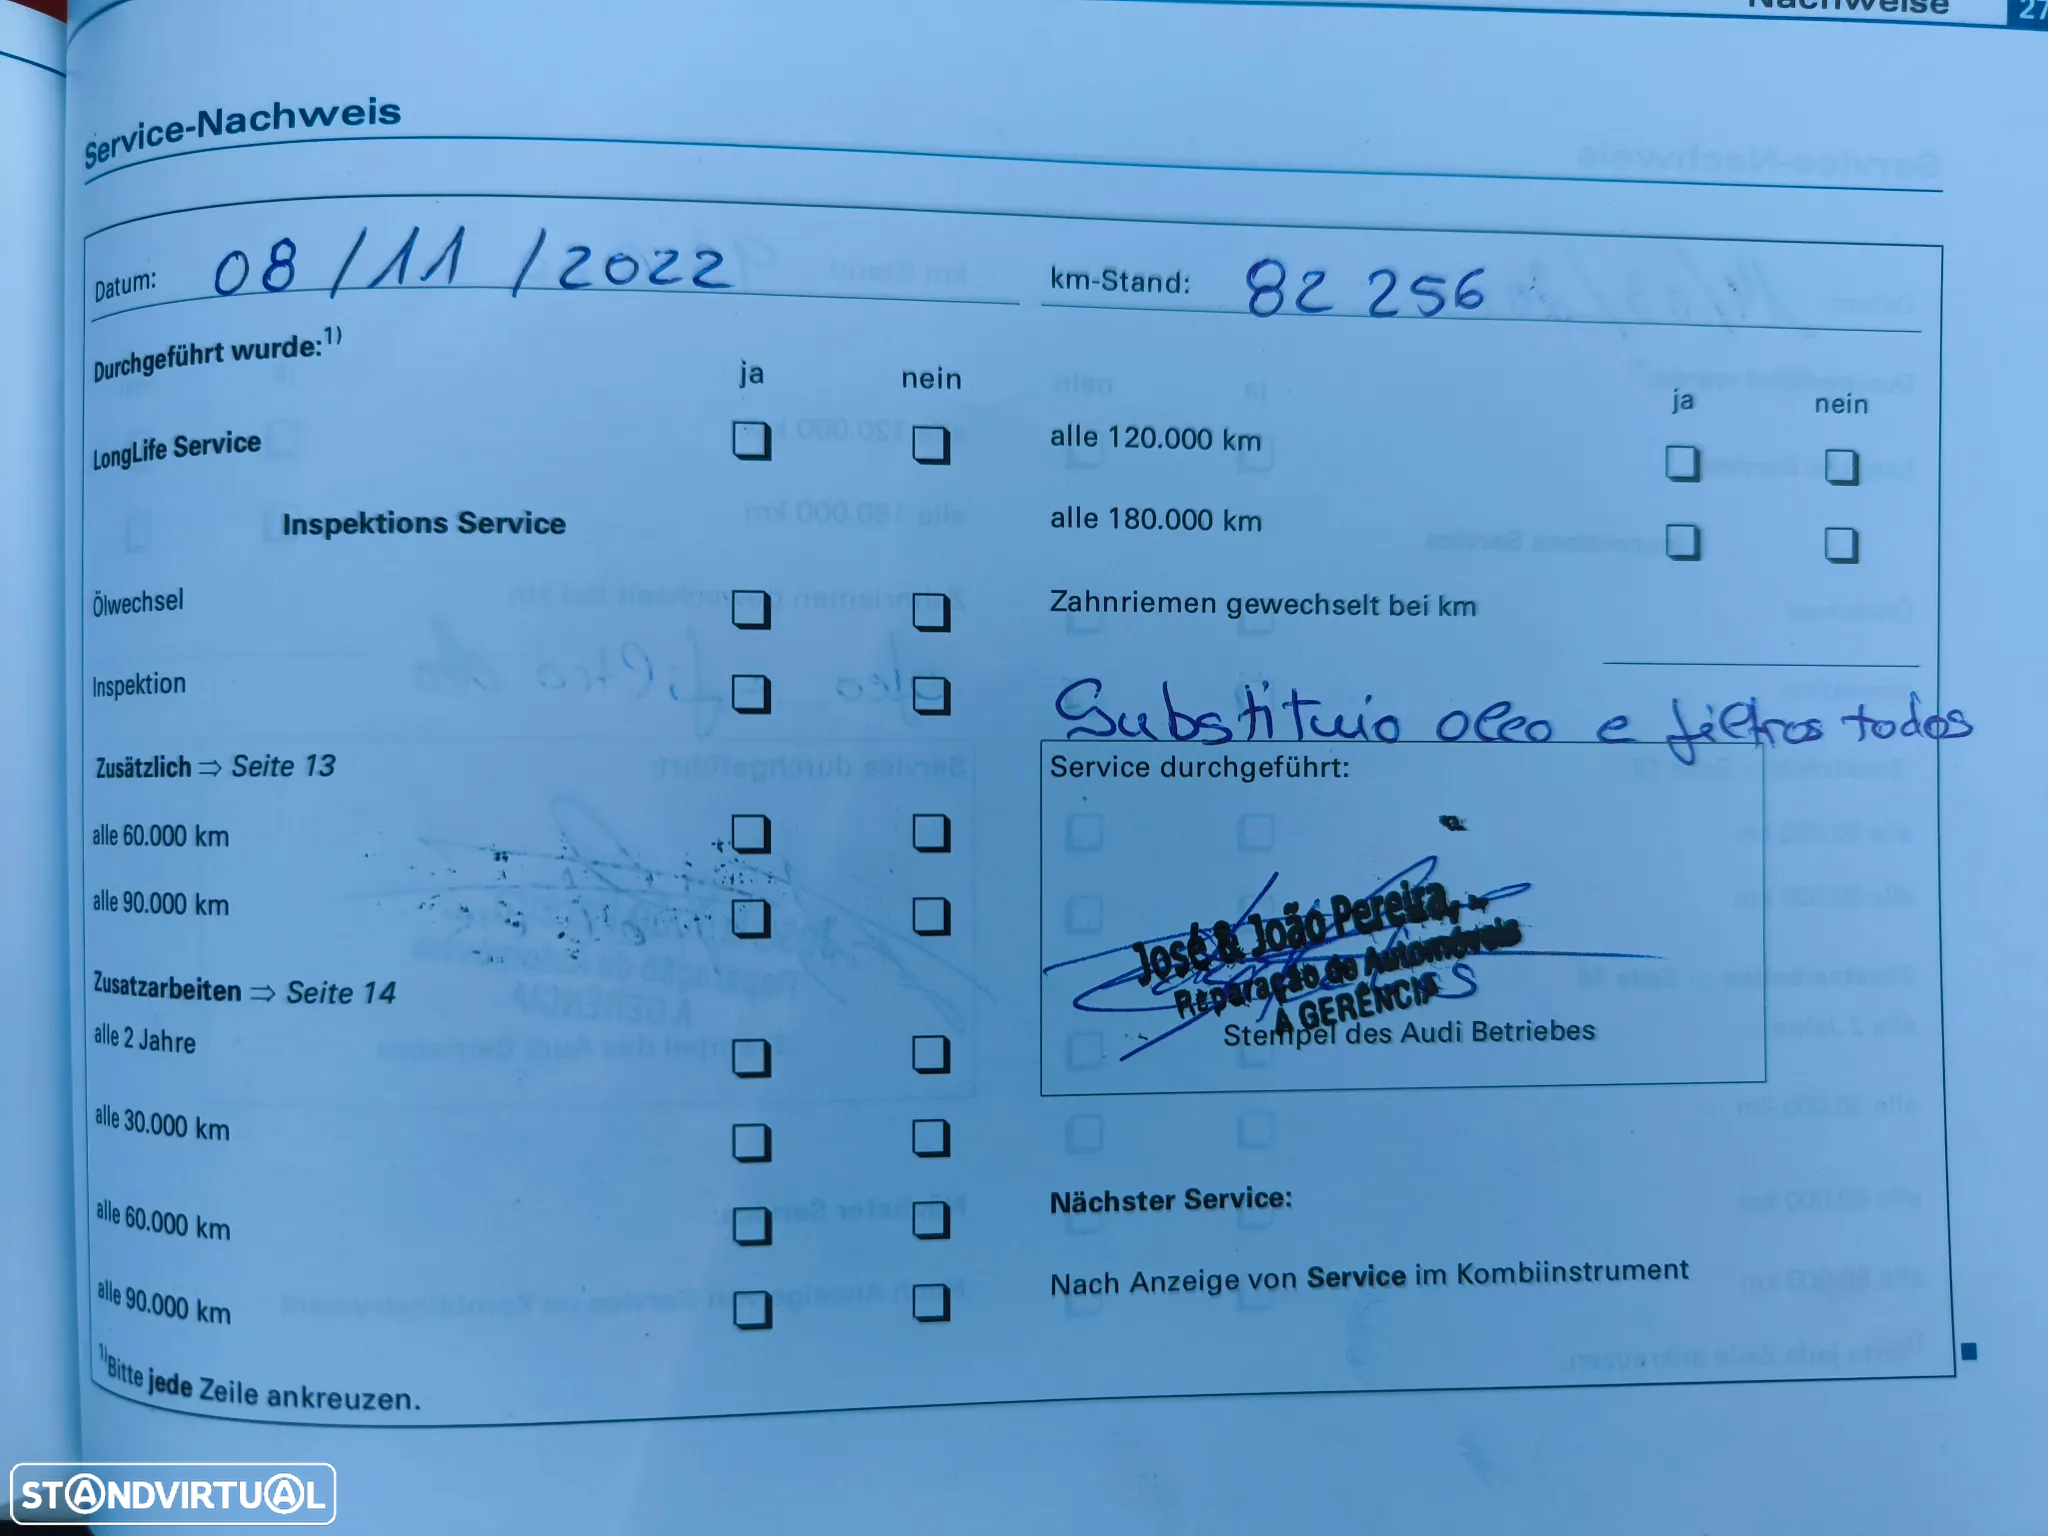 Nachweise 27
Service-Nachweis
Datum: 08/11/2022
km-Stand: 82 256
Durchgeführt wurde:1)
ja nein
LongLife Service
Inspektions Service
Ölwechsel
Inspektion
Zusätzlich ⇒ Seite 13
alle 60.000 km
alle 90.000 km
Zusatzarbeiten ⇒ Seite 14
alle 2 Jahre
alle 30.000 km
alle 60.000 km
alle 90.000 km
1)Bitte jede Zeile ankreuzen.
ja nein
alle 120.000 km
alle 180.000 km
Zahnriemen gewechselt bei km
Substituio oleo e filtros todos
Service durchgeführt:
José & João Pereira,
Reparação de Automóveis
A GERÊNCIA
Stempel des Audi Betriebes
Nächster Service:
Nach Anzeige von Service im Kombiinstrument
STANDVIRTUAL